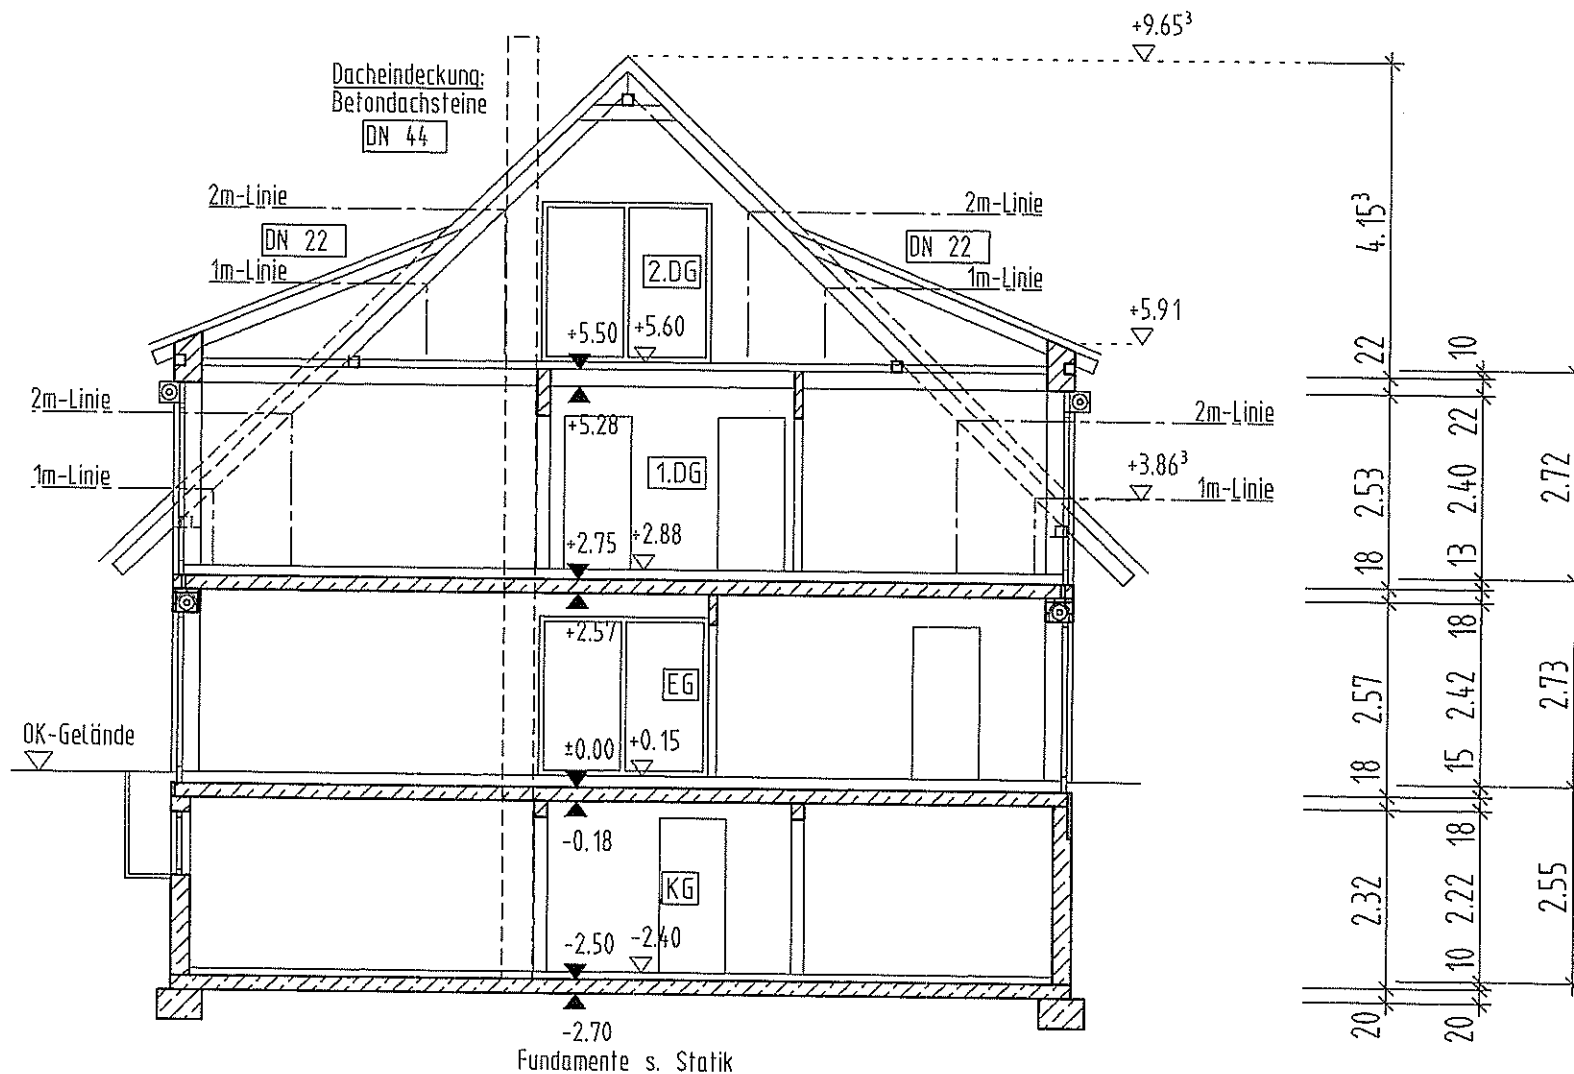 +9.65³
Dacheindeckung:
Betondachsteine
DN 44
2m-Linie
2m-Linie
DN 22
DN 22
1m-Linie
1m-Linie
2.DG
+5.50
+5.60
+5.91
2m-Linie
2m-Linie
+5.28
1.DG
+3.86³
1m-Linie
1m-Linie
+2.75
+2.88
+2.57
EG
OK-Gelände
±0.00
+0.15
-0.18
KG
-2.50
-2.40
-2.70
Fundamente s. Statik
4.15³
22
2.53
18
2.57
18
2.32
20
10
22
2.40
13
18
2.42
15
18
2.22
10
20
2.72
2.73
2.55